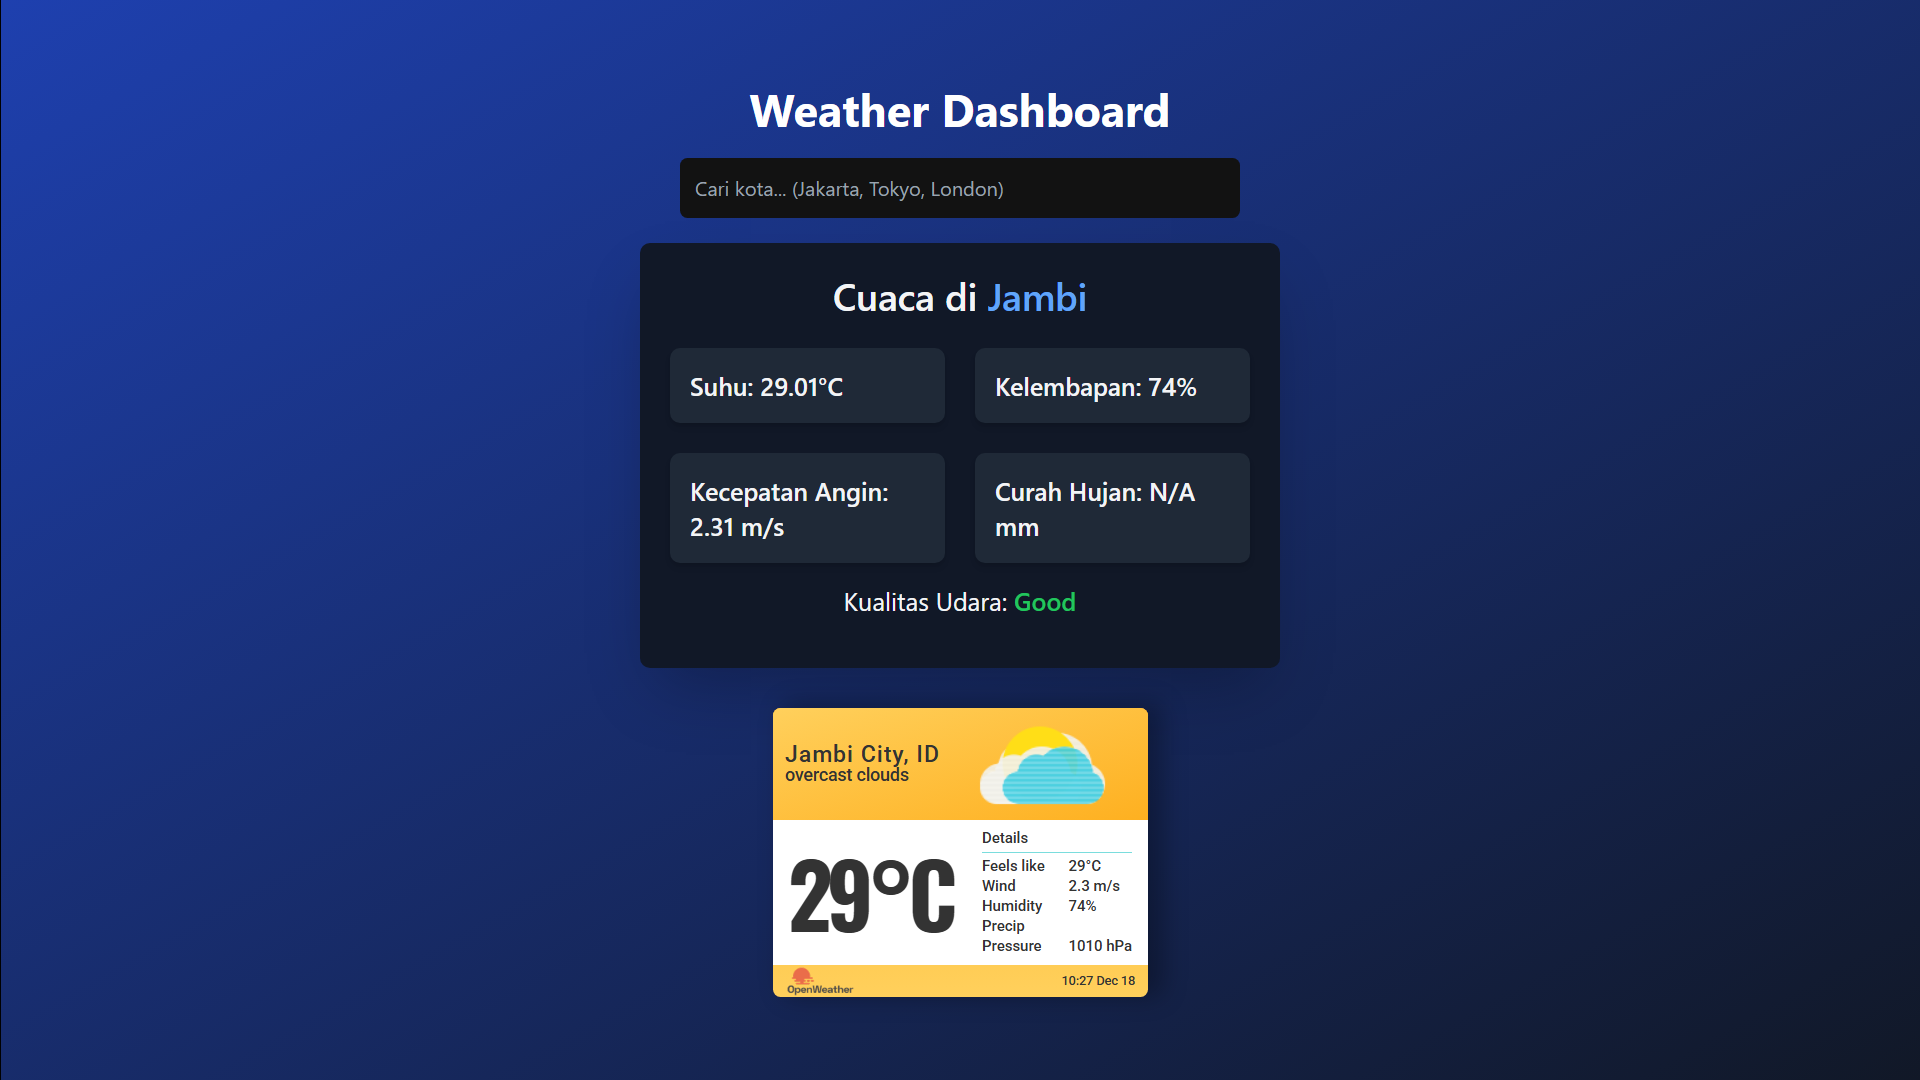 Weather Dashboard
Cari kota... (Jakarta, Tokyo, London)
Cuaca di Jambi
Suhu: 29.01°C
Kelembapan: 74%
Kecepatan Angin:
2.31 m/s
Curah Hujan: N/A
mm
Kualitas Udara: Good
Jambi City, ID
overcast clouds
29°C
Details
Feels like 29°C
Wind 2.3 m/s
Humidity 74%
Precip
Pressure 1010 hPa
OpenWeather
10:27 Dec 18